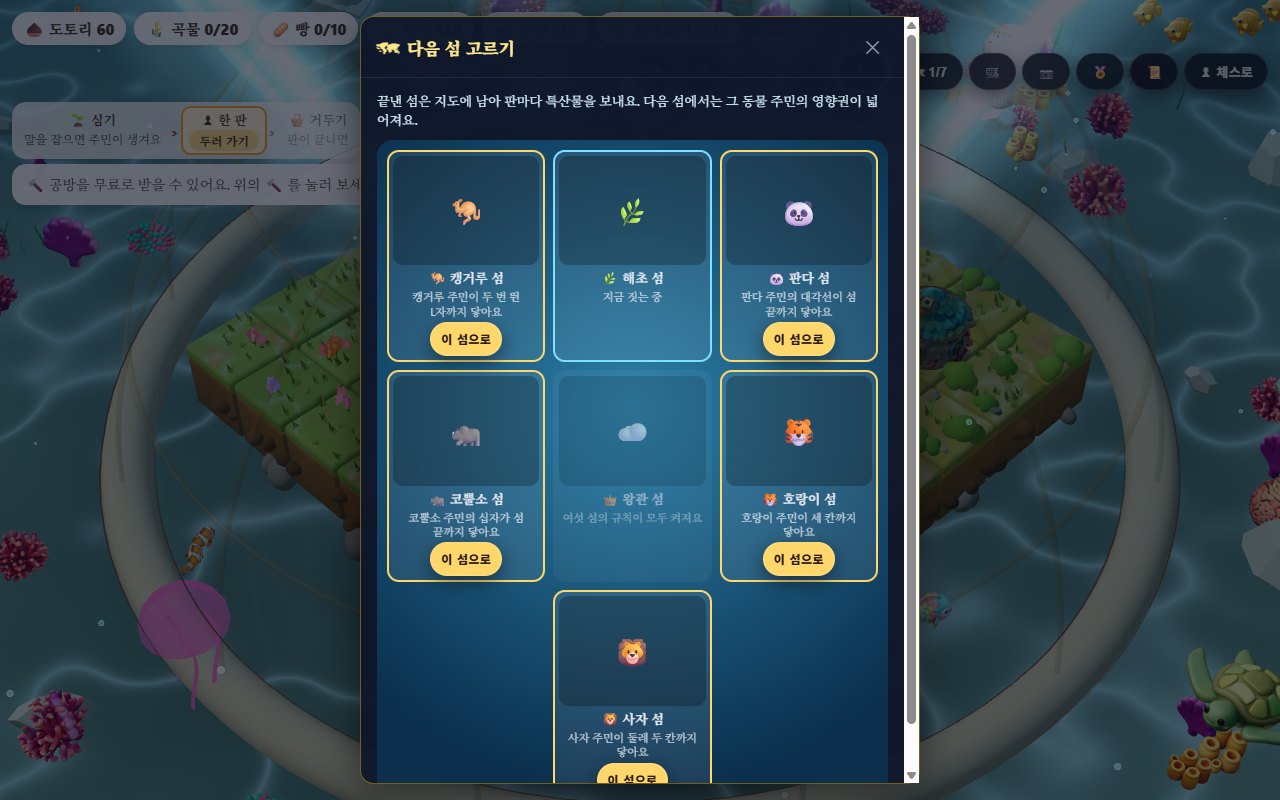 도토리 60
곡물 0/20
빵 0/10
다음 섬 고르기
1/7
체스로
심기
말을 잡으면 주민이 생겨요
한 판
두러 가기
거두기
판이 끝나면
공방을 무료로 받을 수 있어요. 위의 🔨 를 눌러 보세
끝낸 섬은 지도에 남아 판마다 특산물을 보내요. 다음 섬에서는 그 동물 주민의 영향권이 넓
어져요.
캥거루 섬
캥거루 주민이 두 번 뛴
L자까지 닿아요
이 섬으로
해초 섬
지금 짓는 중
판다 섬
판다 주민의 대각선이 섬
끝까지 닿아요
이 섬으로
코뿔소 섬
코뿔소 주민의 십자가 섬
끝까지 닿아요
이 섬으로
왕관 섬
여섯 섬의 규칙이 모두 켜져요
호랑이 섬
호랑이 주민이 세 칸까지
닿아요
이 섬으로
사자 섬
사자 주민이 둘레 두 칸까지
닿아요
이 섬으로